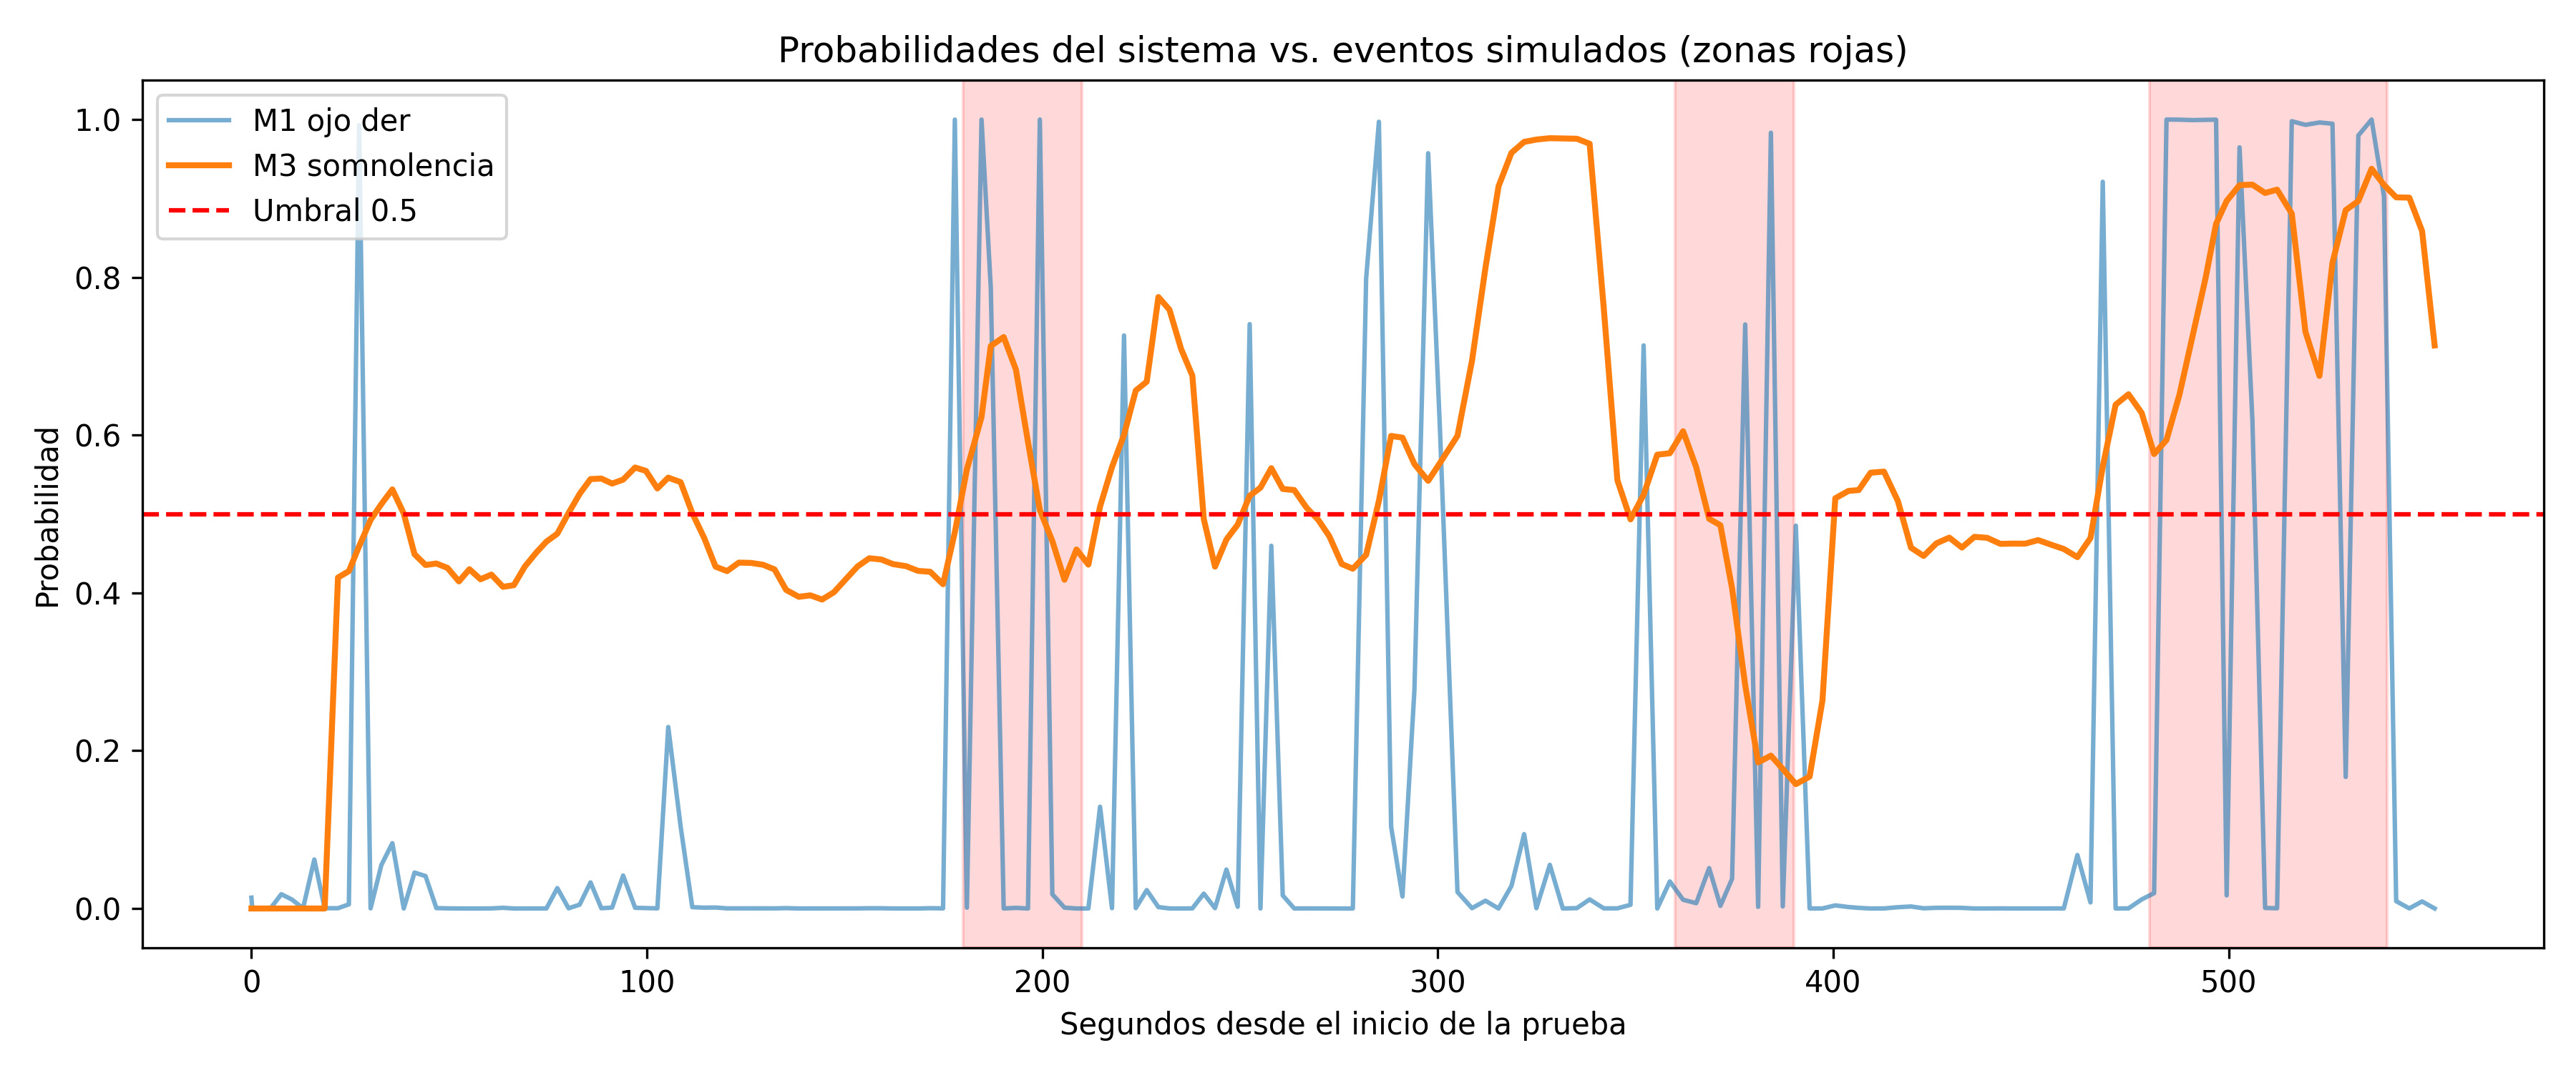 Probabilidades del sistema vs. eventos simulados (zonas rojas)
M1 ojo der
M3 somnolencia
Umbral 0.5
Probabilidad
1.0
0.8
0.6
0.4
0.2
0.0
0 100 200 300 400 500
Segundos desde el inicio de la prueba